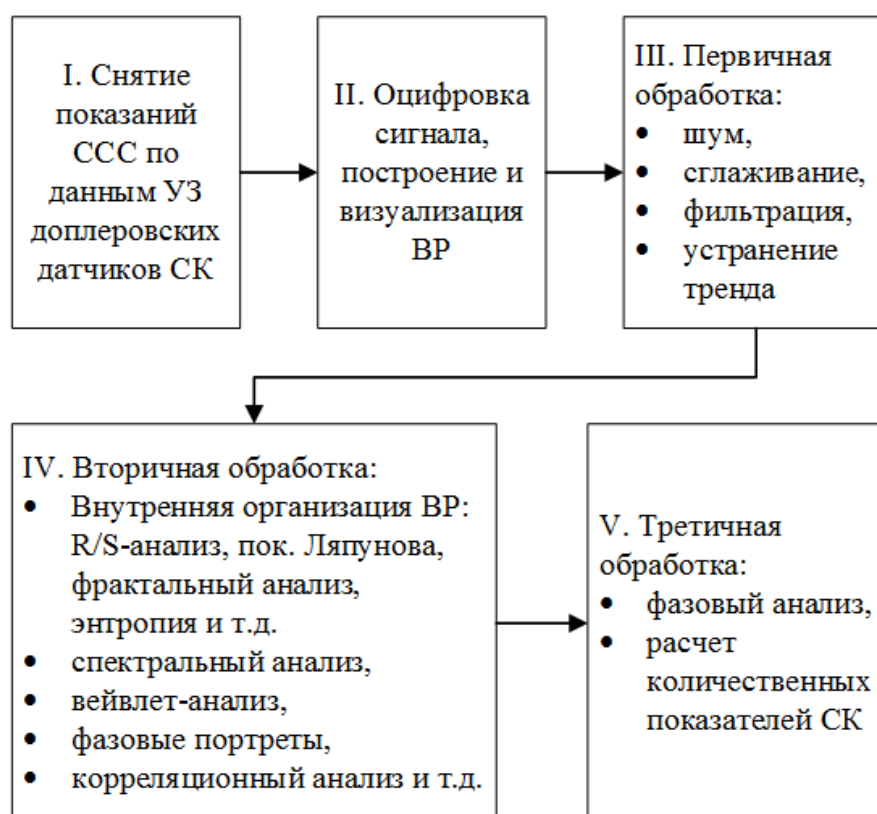 I. Снятие
показаний
ССС по
данным УЗ
доплеровских
датчиков СК
II. Оцифровка
сигнала,
построение и
визуализация
ВР
III. Первичная
обработка:
• шум,
• сглаживание,
• фильтрация,
• устранение
тренда
IV. Вторичная обработка:
• Внутренняя организация ВР:
R/S-анализ, пок. Ляпунова,
фрактальный анализ,
энтропия и т.д.
• спектральный анализ,
• вейвлет-анализ,
• фазовые портреты,
• корреляционный анализ и т.д.
V. Третичная
обработка:
• фазовый анализ,
• расчет
количественных
показателей СК